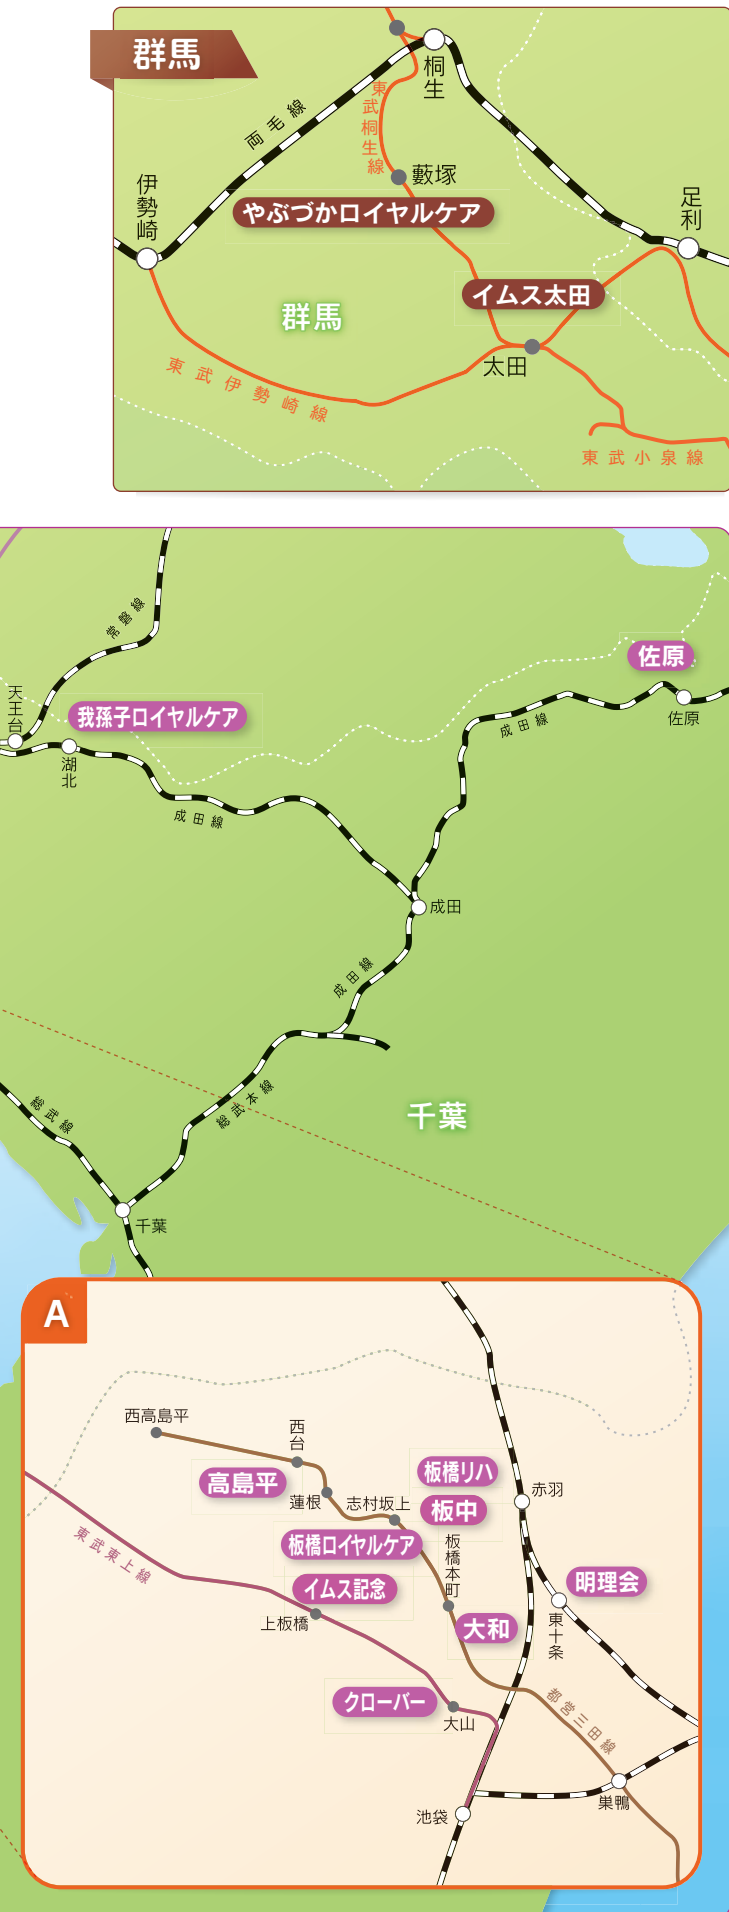 群馬
桐生
東武桐生線
両毛線
藪塚
伊勢崎
足利
やぶづかロイヤルケア
イムス太田
群馬
太田
東武伊勢崎線
東武小泉線
常磐線
佐原
天王台
我孫子ロイヤルケア
佐原
成田線
湖北
成田線
成田
成田線
総武線
総武本線
千葉
千葉
A
西高島平
西台
板橋リハ
高島平
赤羽
蓮根
志村坂上
板中
東武東上線
板橋ロイヤルケア
板橋本町
イムス記念
明理会
上板橋
大和
東十条
クローバー
都営三田線
大山
巣鴨
池袋